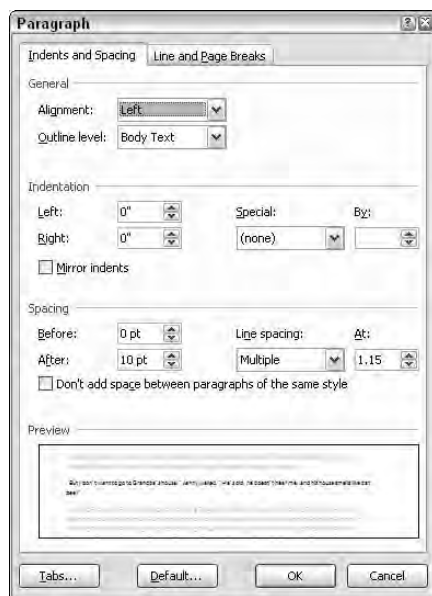 Paragraph
Indents and Spacing Line and Page Breaks
General
Alignment: Left
Outline level: Body Text
Indentation
Left: 0" Special: By:
Right: 0" (none)
Mirror indents
Spacing
Before: 0 pt Line spacing: At:
After: 10 pt Multiple 1.15
Don't add space between paragraphs of the same style
Preview
Tabs... Default... OK Cancel